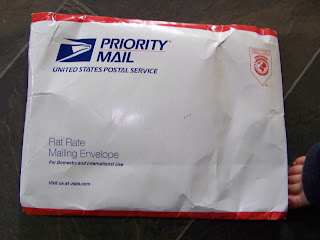 PRIORITY
MAIL
UNITED STATES POSTAL SERVICE
Flat Rate
Mailing Envelope
For Domestic and International Use
Visit us at usps.com